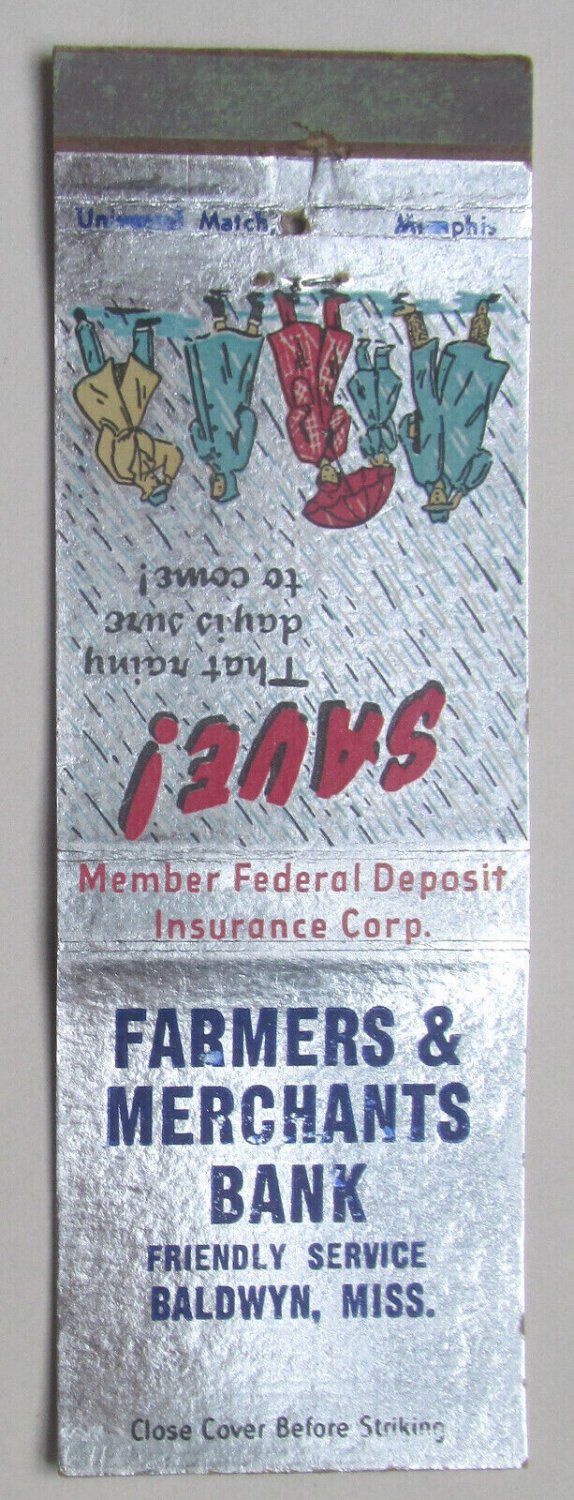 Universal Match, Memphis
SAVE!
That rainy
day is sure
to come!
Member Federal Deposit
Insurance Corp.
FARMERS &
MERCHANTS
BANK
FRIENDLY SERVICE
BALDWYN, MISS.
Close Cover Before Striking